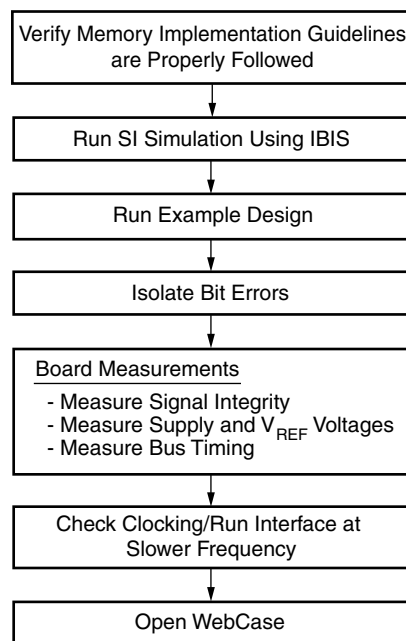 Verify Memory Implementation Guidelines
are Properly Followed
Run SI Simulation Using IBIS
Run Example Design
Isolate Bit Errors
Board Measurements
- Measure Signal Integrity
- Measure Supply and VREF Voltages
- Measure Bus Timing
Check Clocking/Run Interface at
Slower Frequency
Open WebCase